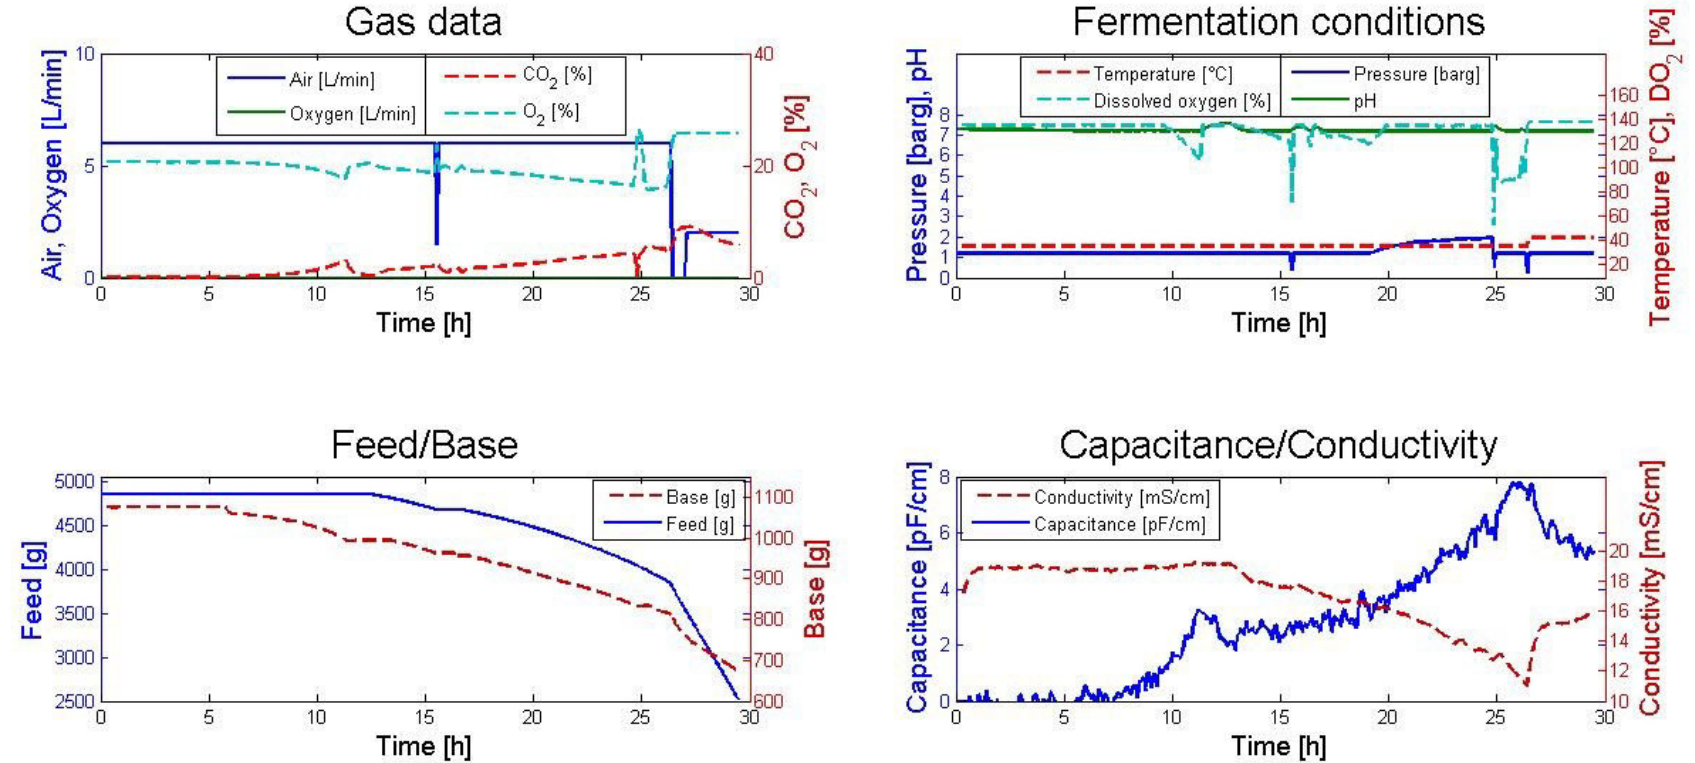 Gas data
Air, Oxygen [L/min]
10
5
0
Air [L/min]
Oxygen [L/min]
CO2 [%]
O2 [%]
40
20
0
CO2, O2 [%]
0 5 10 15 20 25 30
Time [h]
Fermentation conditions
Pressure [barg], pH
8
7
6
5
4
3
2
1
0
Temperature [°C]
Dissolved oxygen [%]
Pressure [barg]
pH
160
140
120
100
80
60
40
20
Temperature [°C], DO2 [%]
0 5 10 15 20 25 30
Time [h]
Feed/Base
Feed [g]
5000
4500
4000
3500
3000
2500
Base [g]
Feed [g]
1100
1000
900
800
700
600
Base [g]
0 5 10 15 20 25 30
Time [h]
Capacitance/Conductivity
Capacitance [pF/cm]
8
6
4
2
0
Conductivity [mS/cm]
Capacitance [pF/cm]
20
18
16
14
12
10
Conductivity [mS/cm]
0 5 10 15 20 25 30
Time [h]